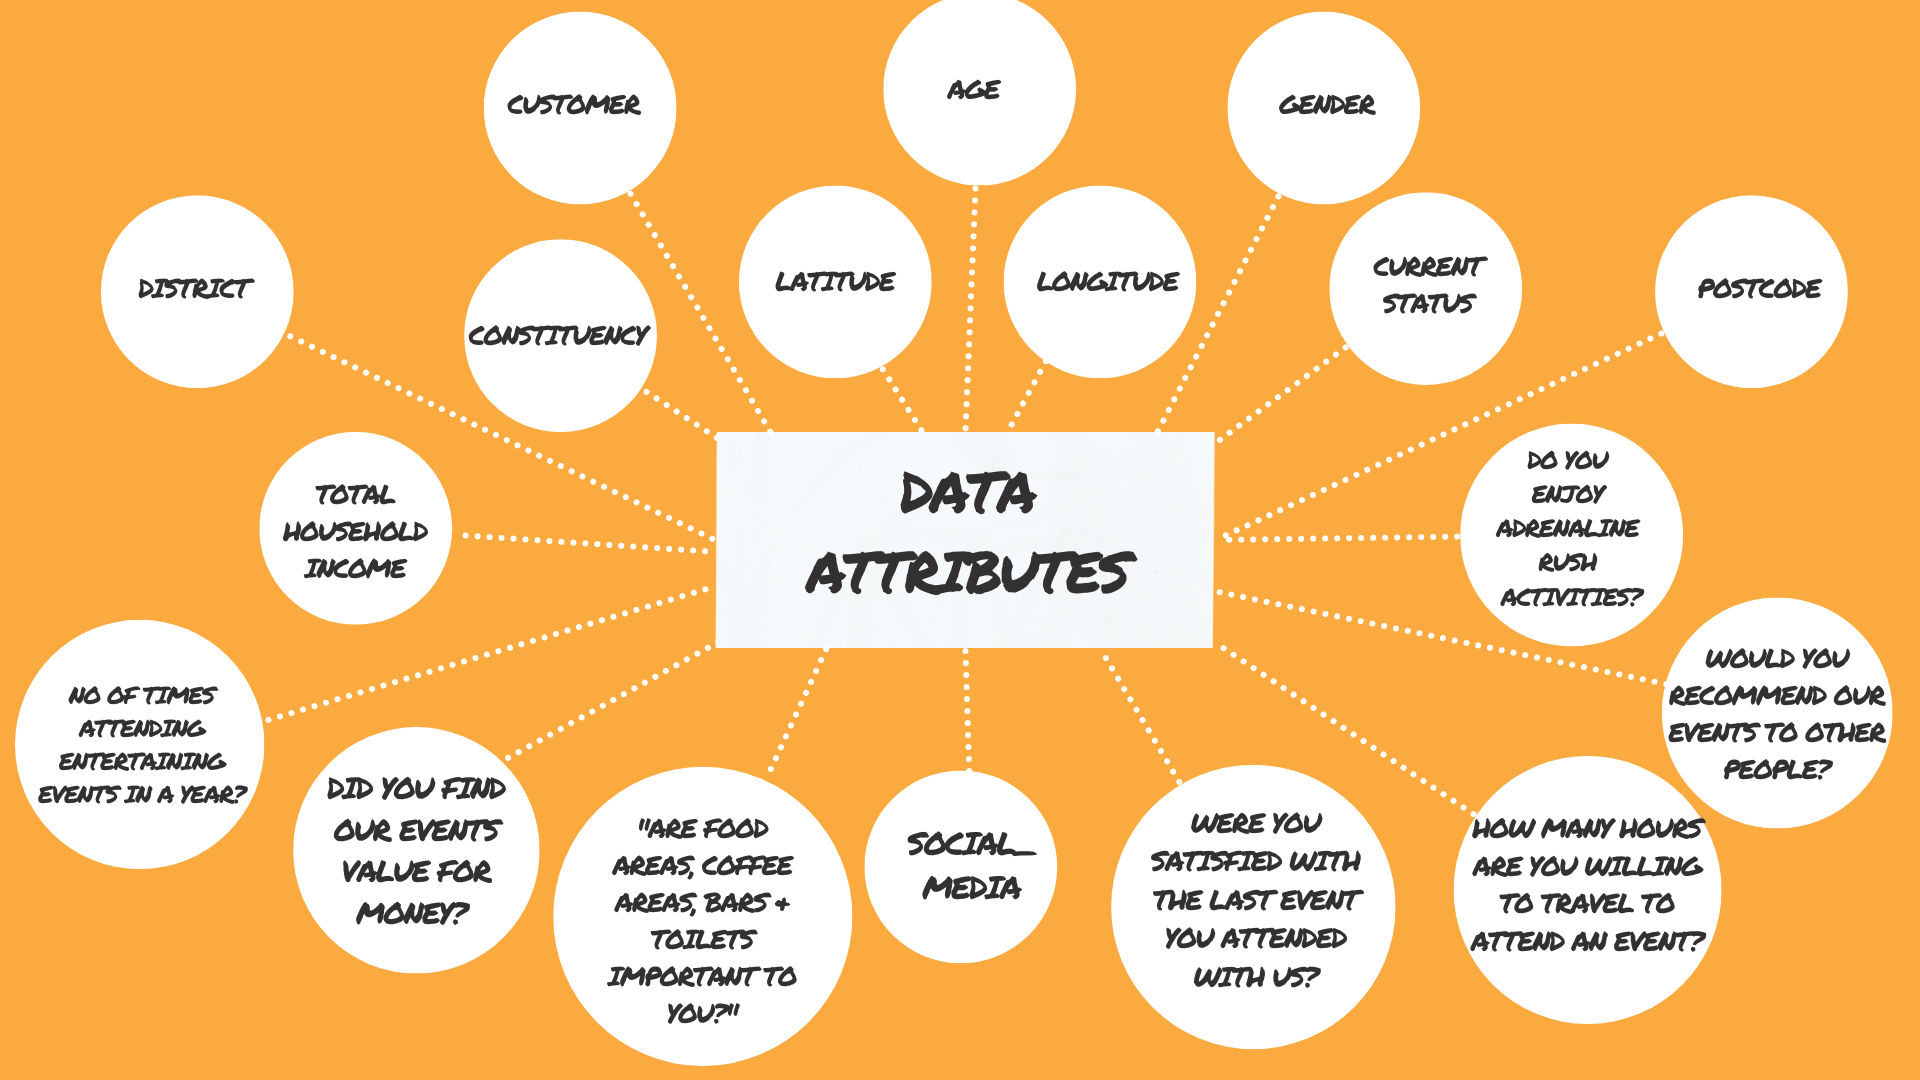 CUSTOMER
AGE
GENDER
DISTRICT
CONSTITUENCY
LATITUDE
LONGITUDE
CURRENT
STATUS
POSTCODE
TOTAL
HOUSEHOLD
INCOME
DATA
ATTRIBUTES
DO YOU
ENJOY
ADRENALINE
RUSH
ACTIVITIES?
NO OF TIMES
ATTENDING
ENTERTAINING
EVENTS IN A YEAR?
DID YOU FIND
OUR EVENTS
VALUE FOR
MONEY?
"ARE FOOD
AREAS, COFFEE
AREAS, BARS +
TOILETS
IMPORTANT TO
YOU?"
SOCIAL_
MEDIA
WERE YOU
SATISFIED WITH
THE LAST EVENT
YOU ATTENDED
WITH US?
HOW MANY HOURS
ARE YOU WILLING
TO TRAVEL TO
ATTEND AN EVENT?
WOULD YOU
RECOMMEND OUR
EVENTS TO OTHER
PEOPLE?